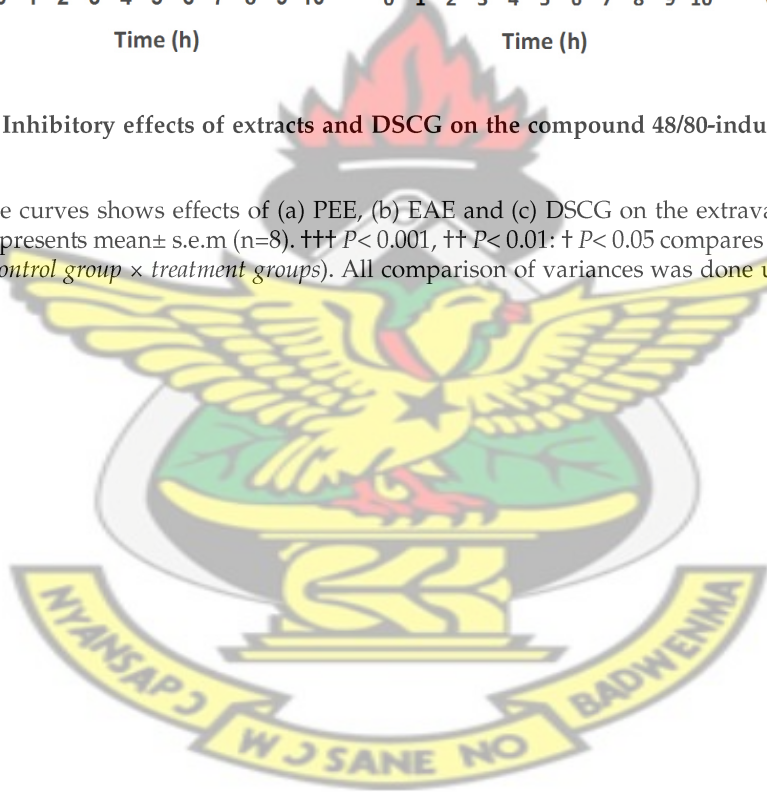 Time (h) Time (h)
Inhibitory effects of extracts and DSCG on the compound 48/80-indu
e curves shows effects of (a) PEE, (b) EAE and (c) DSCG on the extrava
presents mean± s.e.m (n=8). ††† P< 0.001, †† P< 0.01: † P< 0.05 compares
ontrol group × treatment groups). All comparison of variances was done u
NYANSAPƆ
WƆSANE NO
BADWENMA